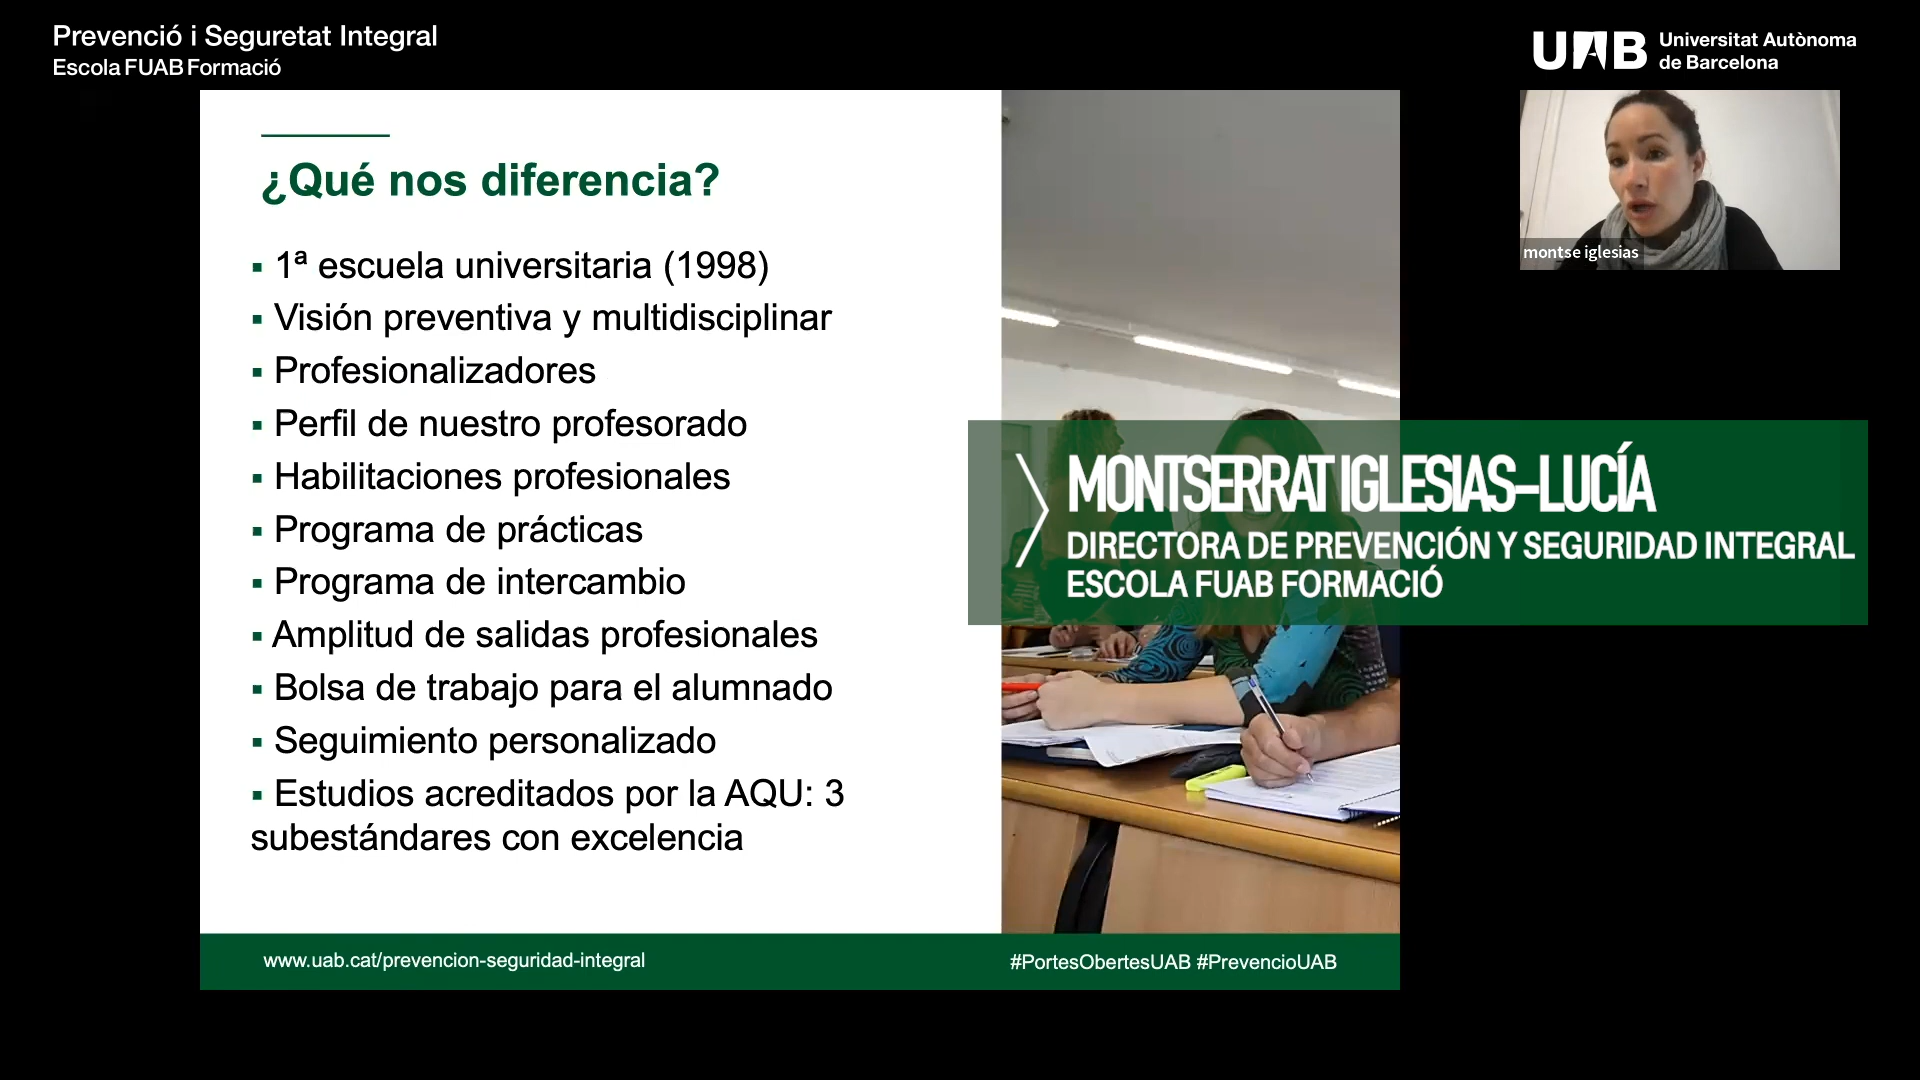 Prevenció i Seguretat Integral
Escola FUAB Formació
UAB
Universitat Autònoma
de Barcelona
montse iglesias
¿Qué nos diferencia?
▪ 1ª escuela universitaria (1998)
▪ Visión preventiva y multidisciplinar
▪ Profesionalizadores
▪ Perfil de nuestro profesorado
▪ Habilitaciones profesionales
▪ Programa de prácticas
▪ Programa de intercambio
▪ Amplitud de salidas profesionales
▪ Bolsa de trabajo para el alumnado
▪ Seguimiento personalizado
▪ Estudios acreditados por la AQU: 3
subestándares con excelencia
MONTSERRAT IGLESIAS-LUCÍA
DIRECTORA DE PREVENCIÓN Y SEGURIDAD INTEGRAL
ESCOLA FUAB FORMACIÓ
www.uab.cat/prevencion-seguridad-integral
#PortesObertesUAB #PrevencioUAB